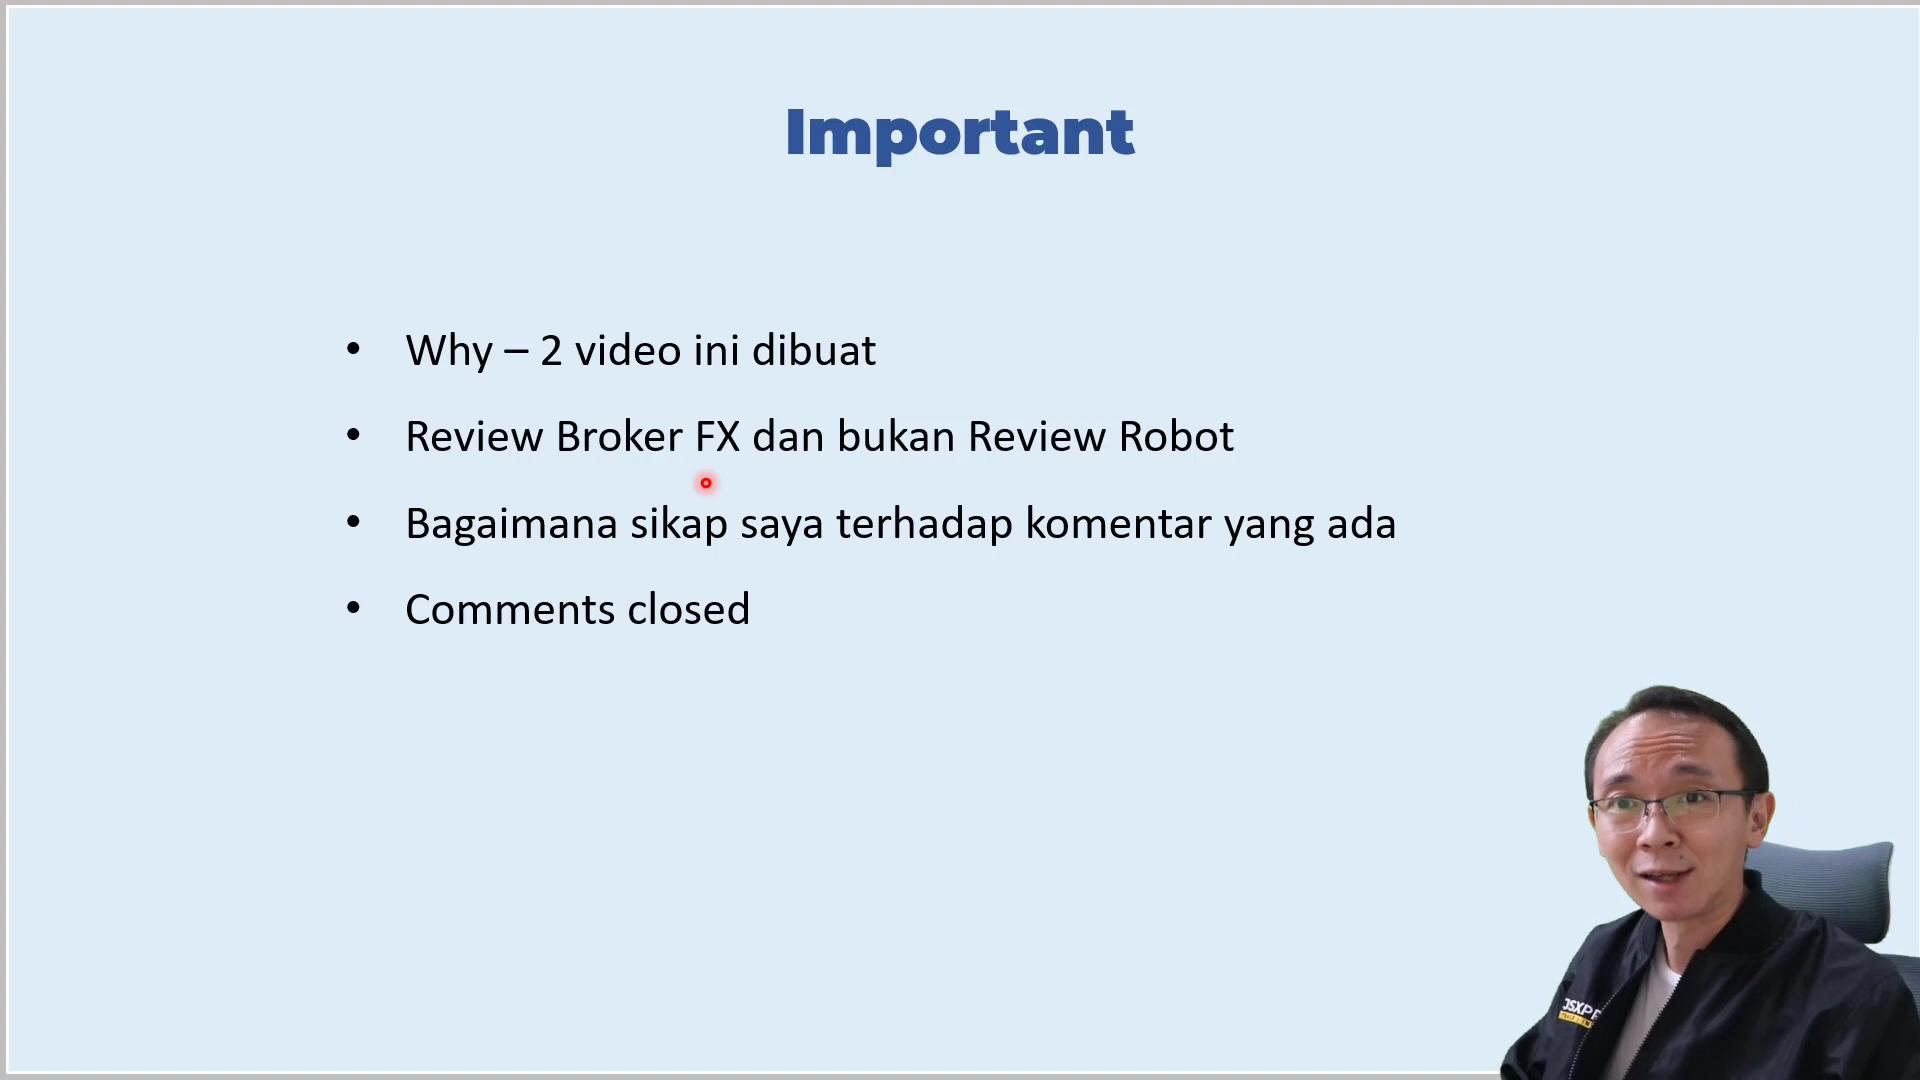 Important
• Why – 2 video ini dibuat
• Review Broker FX dan bukan Review Robot
• Bagaimana sikap saya terhadap komentar yang ada
• Comments closed